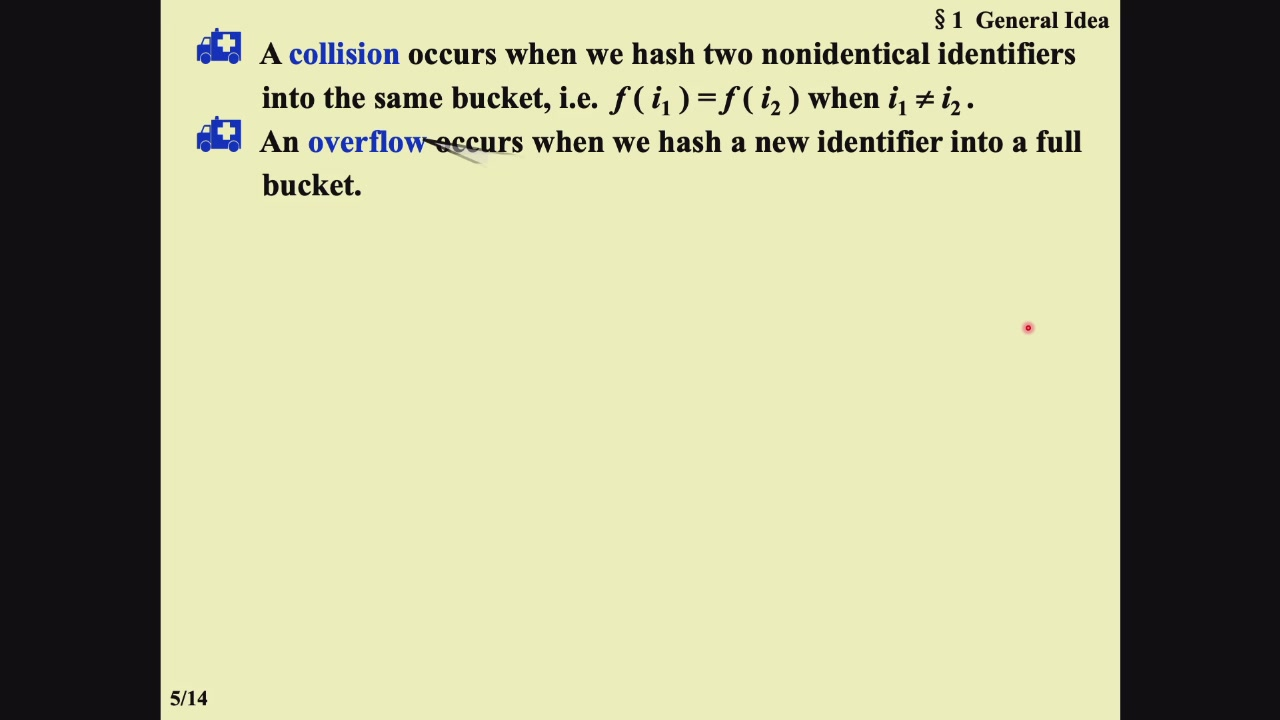 § 1 General Idea
A collision occurs when we hash two nonidentical identifiers
into the same bucket, i.e. f ( i₁ ) = f ( i₂ ) when i₁ ≠ i₂ .
An overflow occurs when we hash a new identifier into a full
bucket.
5/14